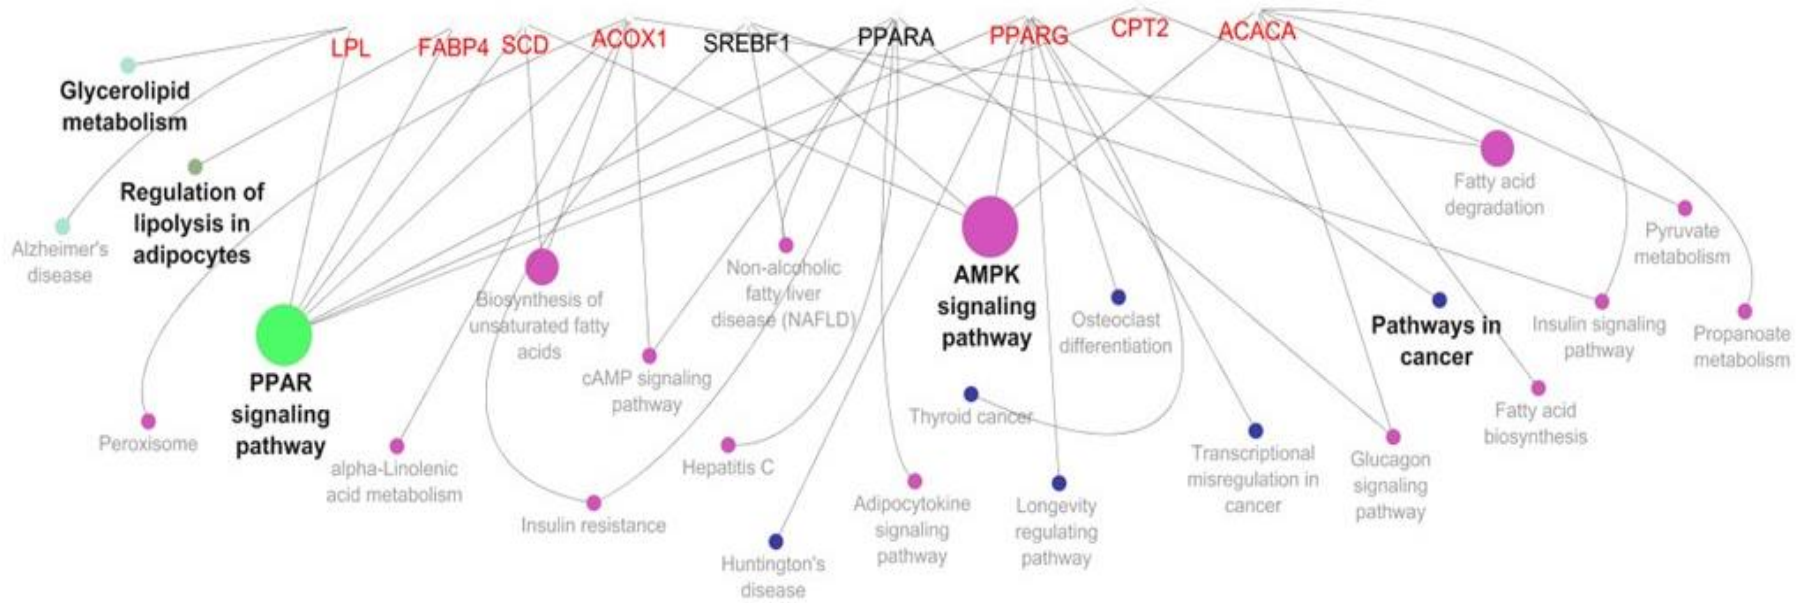 LPL
FABP4
SCD
ACOX1
SREBF1
PPARA
PPARG
CPT2
ACACA
Glycerolipid
metabolism
Regulation of
lipolysis in
adipocytes
Alzheimer's
disease
PPAR
signaling
pathway
Peroxisome
alpha-Linolenic
acid metabolism
Biosynthesis of
unsaturated fatty
acids
Insulin resistance
cAMP signaling
pathway
Non-alcoholic
fatty liver
disease (NAFLD)
Hepatitis C
Huntington's
disease
Adipocytokine
signaling
pathway
AMPK
signaling
pathway
Thyroid cancer
Longevity
regulating
pathway
Osteoclast
differentiation
Transcriptional
misregulation in
cancer
Glucagon
signaling
pathway
Pathways in
cancer
Fatty acid
degradation
Fatty acid
biosynthesis
Insulin signaling
pathway
Pyruvate
metabolism
Propanoate
metabolism